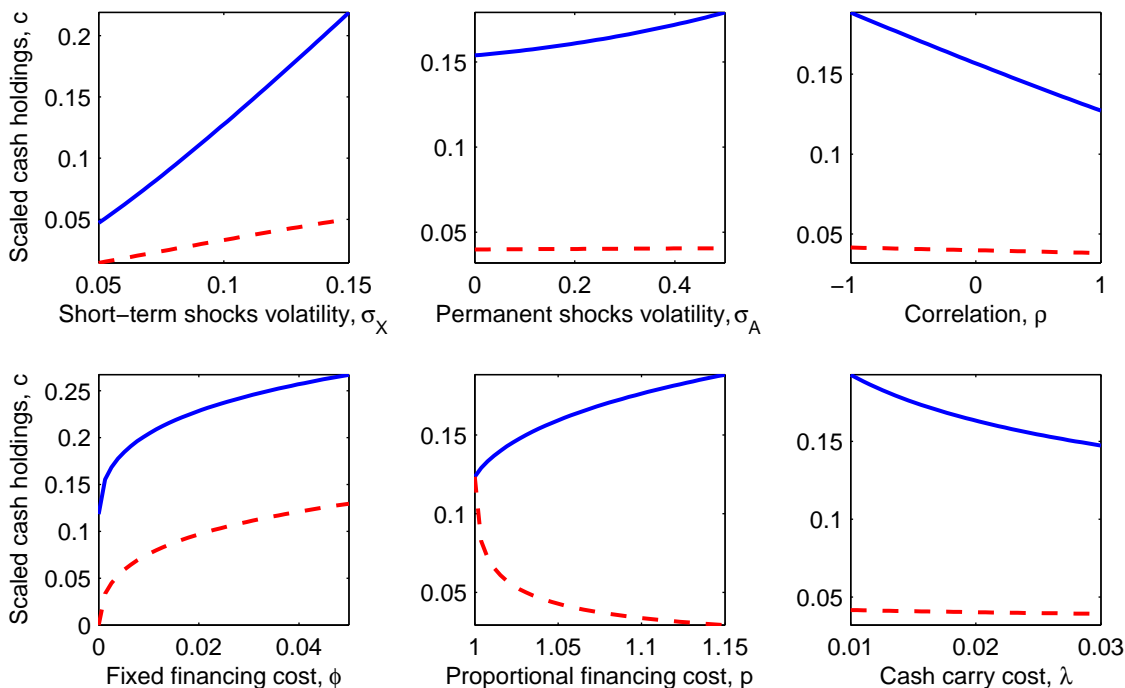 Scaled cash holdings, c
0.2
0.15
0.1
0.05
0.05 0.1 0.15
Short−term shocks volatility, σ_X
0.15
0.1
0.05
0 0.2 0.4
Permanent shocks volatility, σ_A
0.15
0.1
0.05
−1 0 1
Correlation, ρ
Scaled cash holdings, c
0.25
0.2
0.15
0.1
0.05
0
0 0.02 0.04
Fixed financing cost, ϕ
0.15
0.1
0.05
1 1.05 1.1 1.15
Proportional financing cost, p
0.15
0.1
0.05
0.01 0.02 0.03
Cash carry cost, λ